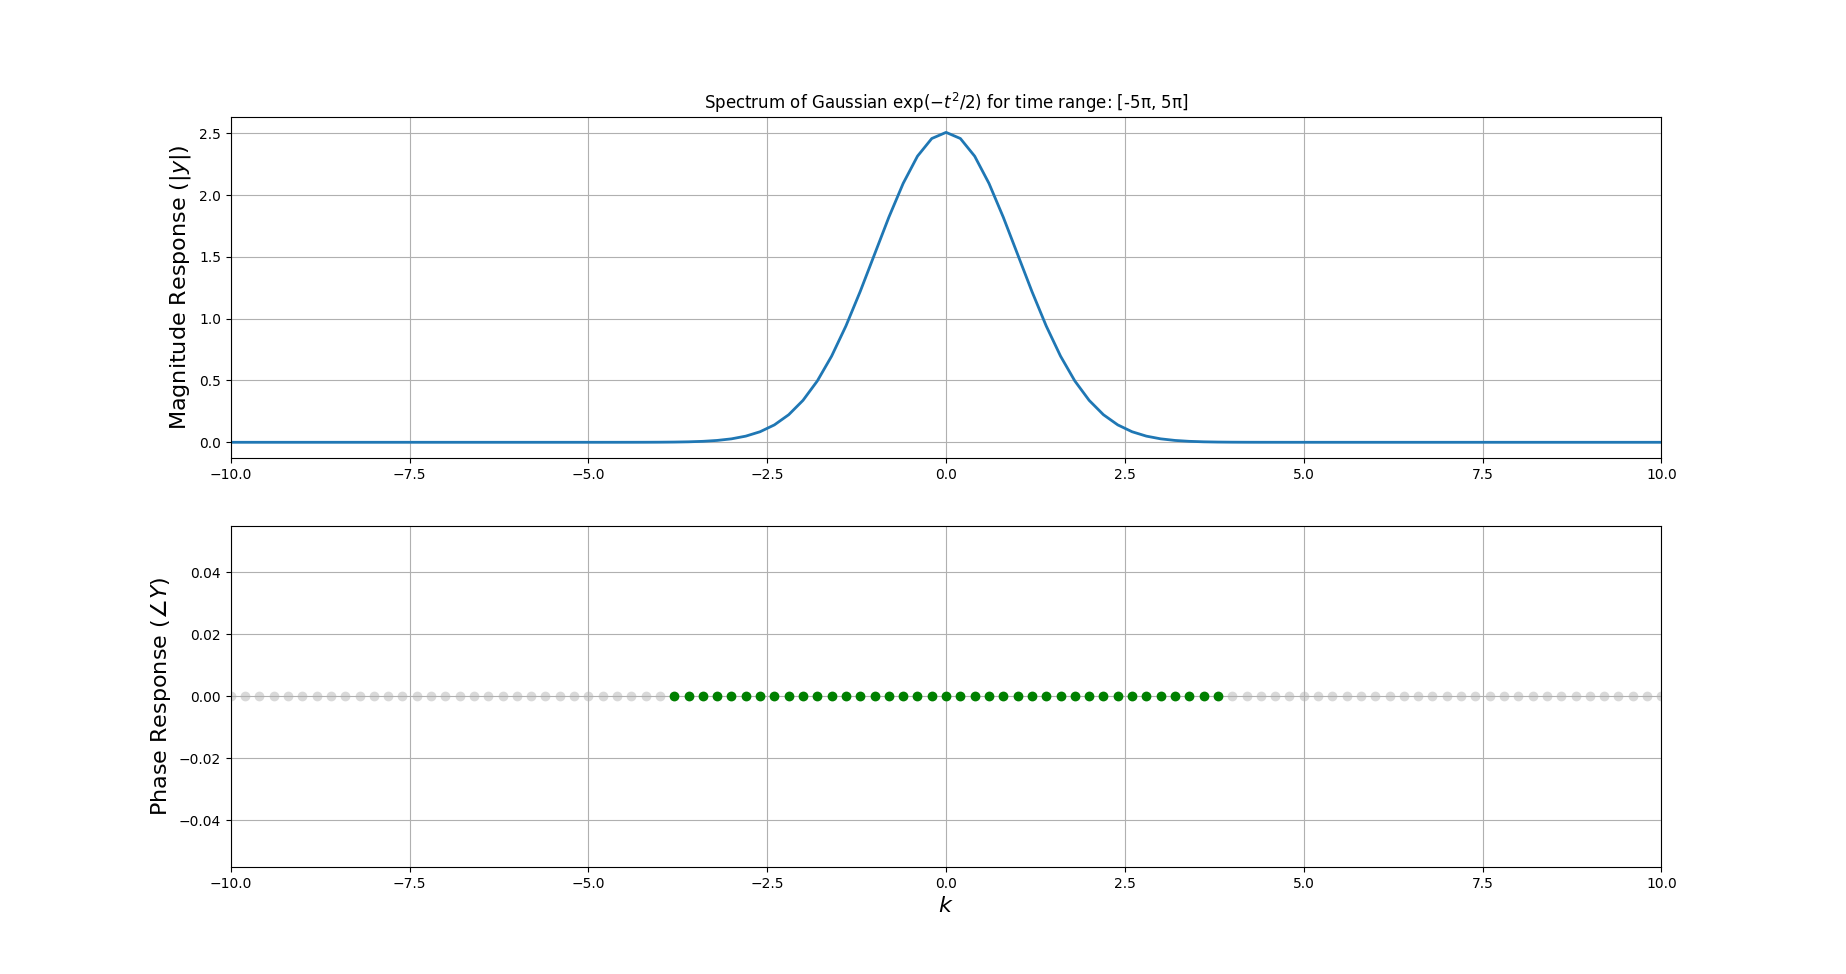 Spectrum of Gaussian exp(−t²/2) for time range: [-5π, 5π]
Magnitude Response (|y|)
2.5
2.0
1.5
1.0
0.5
0.0
−10.0 −7.5 −5.0 −2.5 0.0 2.5 5.0 7.5 10.0
Phase Response (∠Y)
0.04
0.02
0.00
−0.02
−0.04
−10.0 −7.5 −5.0 −2.5 0.0 2.5 5.0 7.5 10.0
k